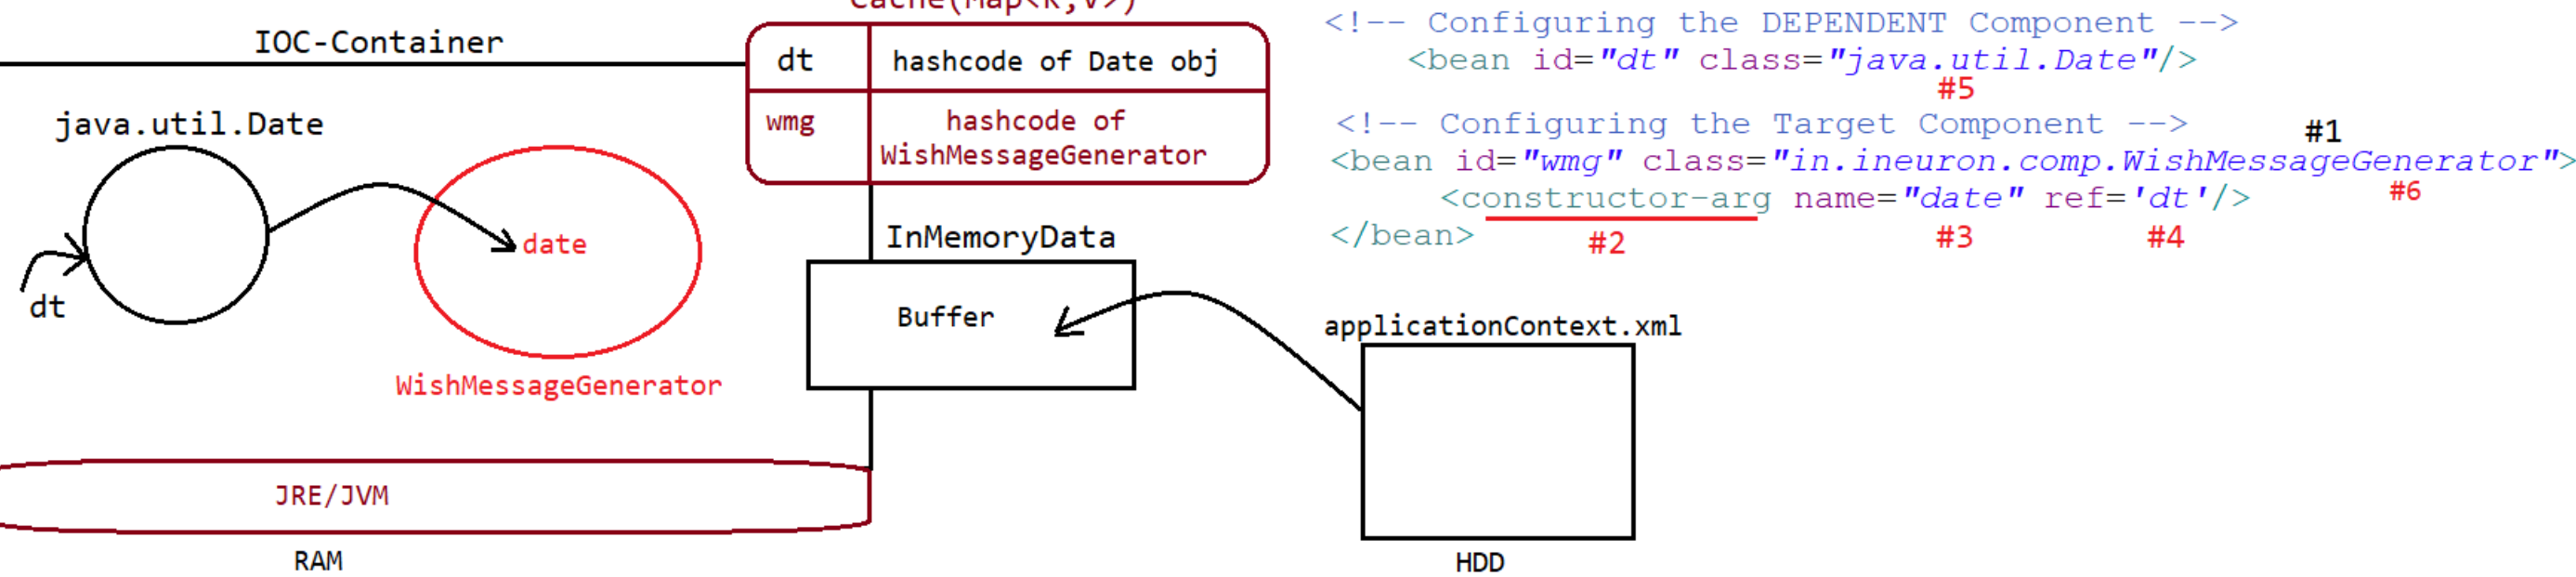 Cache(Map<K,V>)
IOC-Container
dt
hashcode of Date obj
wmg
hashcode of
WishMessageGenerator
java.util.Date
date
dt
WishMessageGenerator
InMemoryData
Buffer
JRE/JVM
RAM
<!-- Configuring the DEPENDENT Component -->
<bean id="dt" class="java.util.Date"/>
#5
<!-- Configuring the Target Component -->
#1
<bean id="wmg" class="in.ineuron.comp.WishMessageGenerator">
#6
<constructor-arg name="date" ref='dt'/>
</bean>
#2
#3
#4
applicationContext.xml
HDD